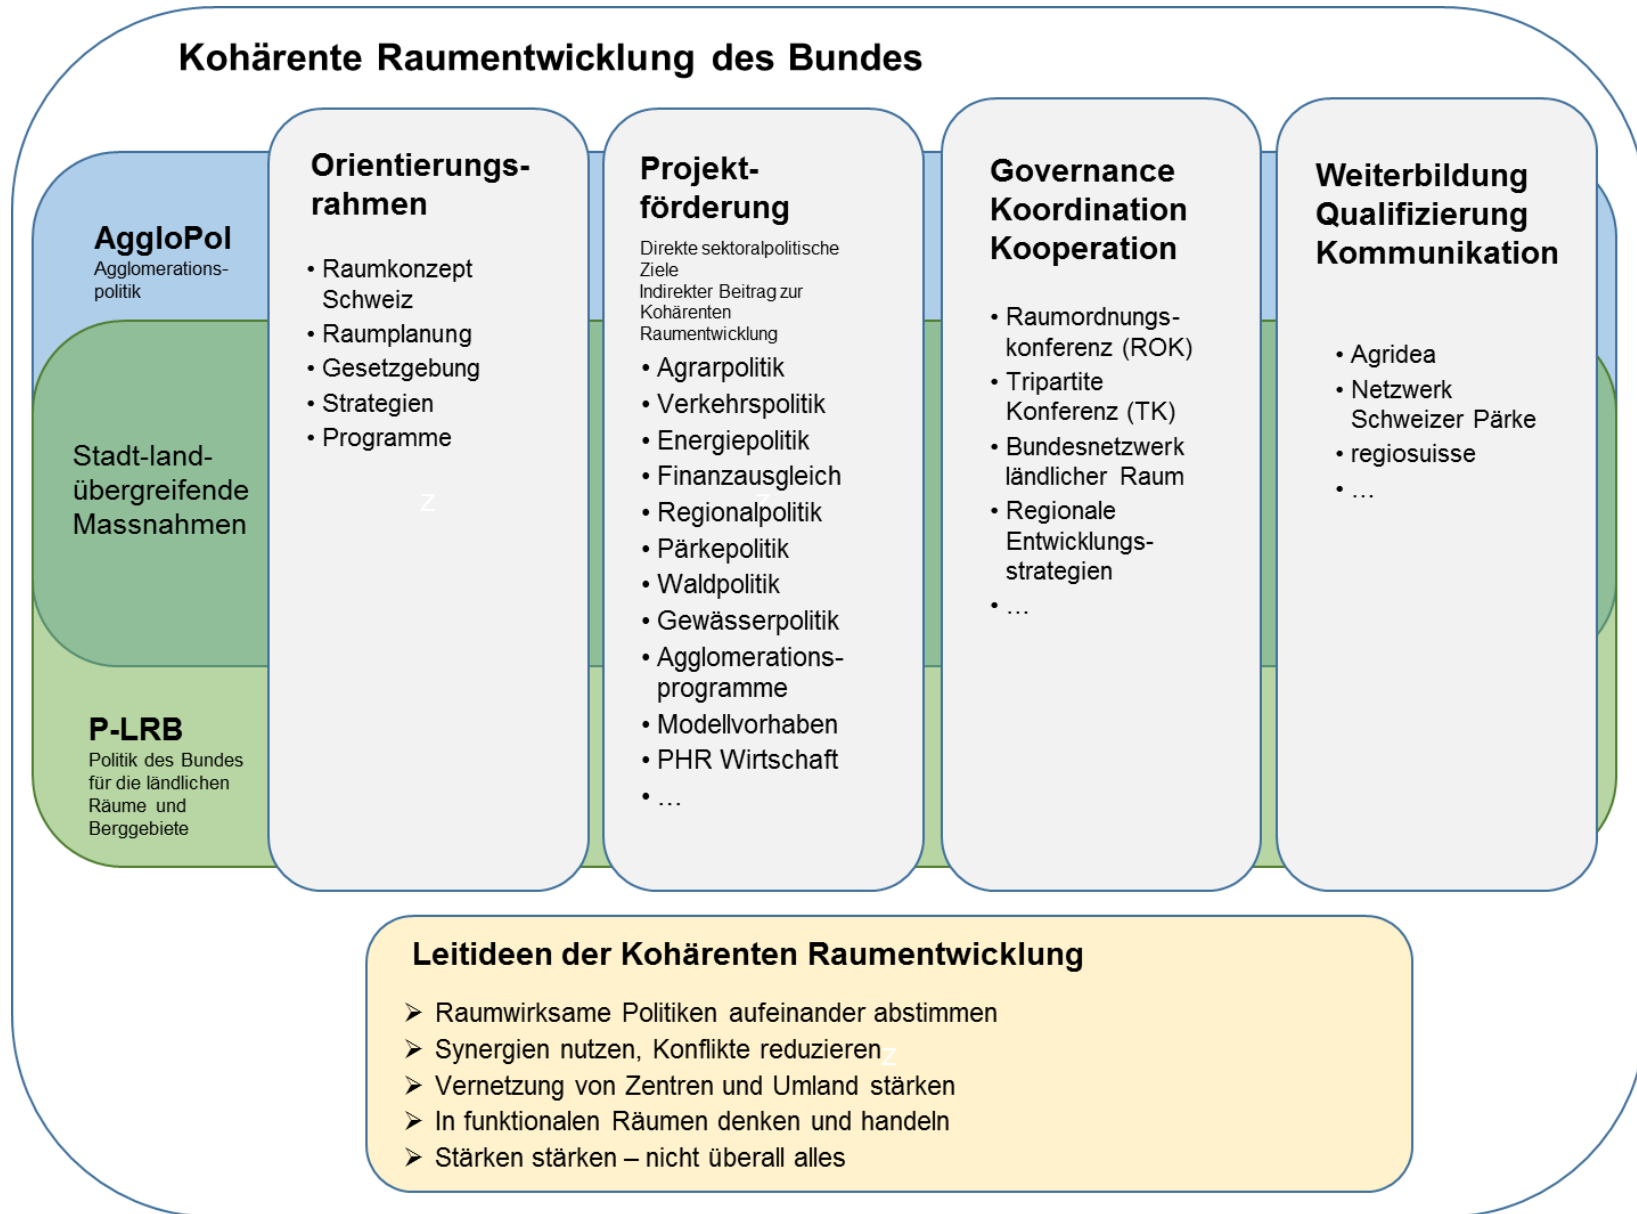 Kohärente Raumentwicklung des Bundes
AggloPol
Agglomerations-
politik
Stadt-land-
übergreifende
Massnahmen
P-LRB
Politik des Bundes
für die ländlichen
Räume und
Berggebiete
Orientierungs-
rahmen
• Raumkonzept
Schweiz
• Raumplanung
• Gesetzgebung
• Strategien
• Programme
z
Projekt-
förderung
Direkte sektoralpolitische
Ziele
Indirekter Beitrag zur
Kohärenten
Raumentwicklung
• Agrarpolitik
• Verkehrspolitik
• Energiepolitik
• Finanzausgleich
z
• Regionalpolitik
• Pärkepolitik
• Waldpolitik
• Gewässerpolitik
• Agglomerations-
programme
• Modellvorhaben
• PHR Wirtschaft
• …
Governance
Koordination
Kooperation
• Raumordnungs-
konferenz (ROK)
• Tripartite
Konferenz (TK)
• Bundesnetzwerk
ländlicher Raum
• Regionale
Entwicklungs-
strategien
• …
Weiterbildung
Qualifizierung
Kommunikation
• Agridea
• Netzwerk
Schweizer Pärke
• regiosuisse
• …
Leitideen der Kohärenten Raumentwicklung
➢ Raumwirksame Politiken aufeinander abstimmen
➢ Synergien nutzen, Konflikte reduzieren
z
➢ Vernetzung von Zentren und Umland stärken
➢ In funktionalen Räumen denken und handeln
➢ Stärken stärken – nicht überall alles